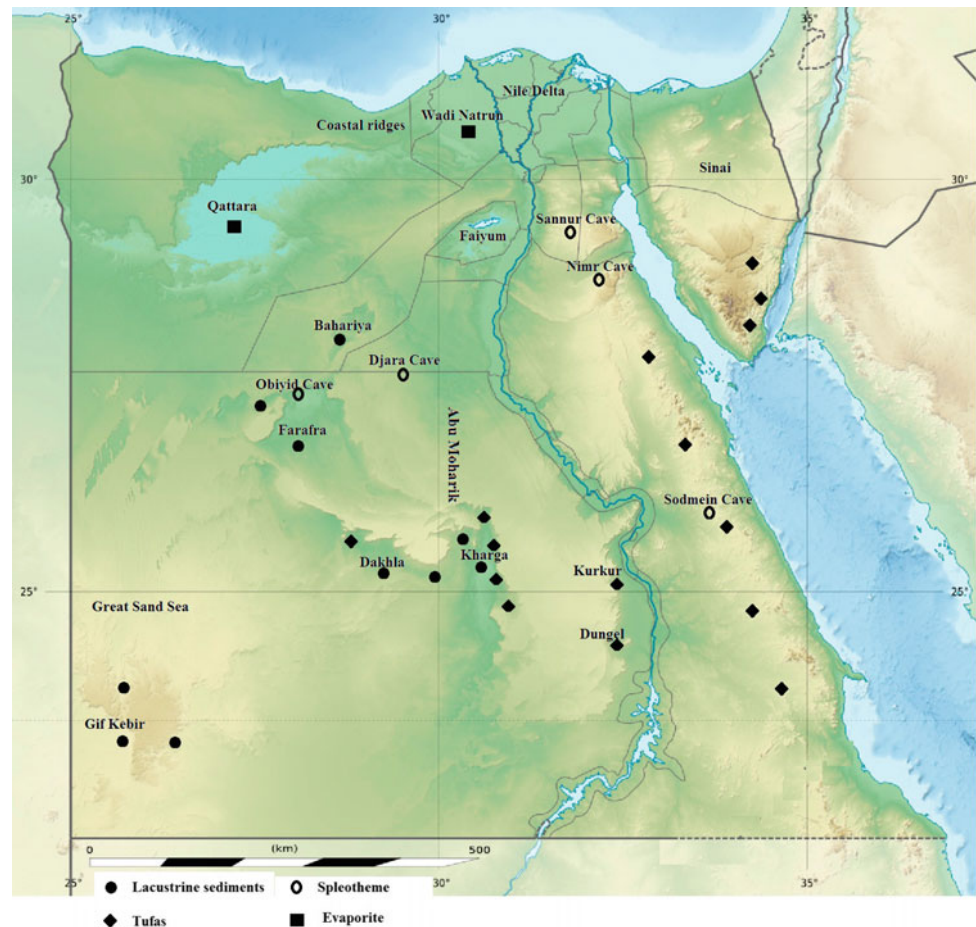 25°
30°
35°
Nile Delta
Wadi Natrun
Coastal ridges
Sinai
30°
30°
Qattara
Sannur Cave
Faiyum
Nimr Cave
Bahariya
Djara Cave
Obiyid Cave
Farafra
Abu Moharik
Sodmein Cave
Kharga
Dakhla
Kurkur
25°
25°
Great Sand Sea
Dungel
Gif Kebir
0
(km)
500
25°
30°
35°
Lacustrine sediments
Spleotheme
Tufas
Evaporite